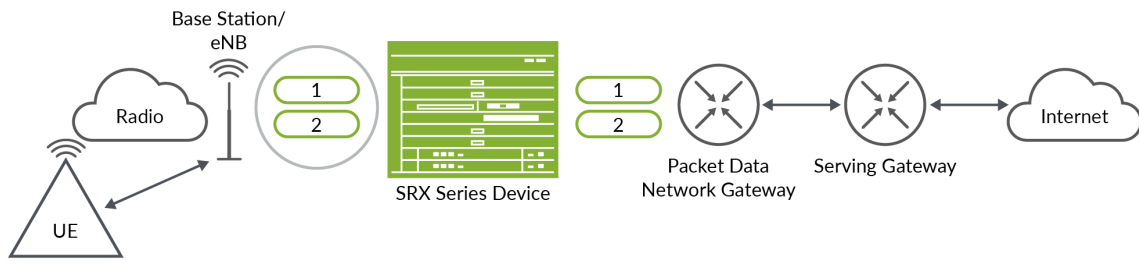 Base Station/
eNB
Radio
UE
1
2
SRX Series Device
1
2
Packet Data
Network Gateway
Serving Gateway
Internet